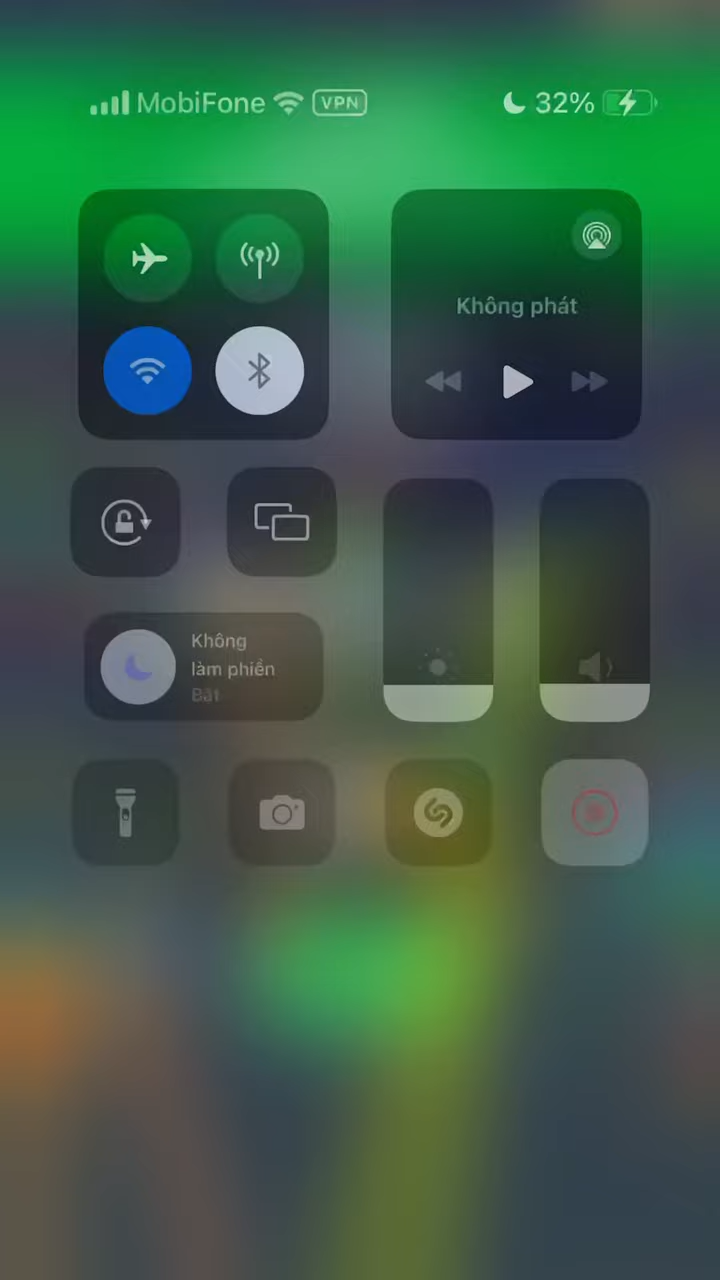 MobiFone VPN 32%
Không phát
Không
làm phiền
Bật